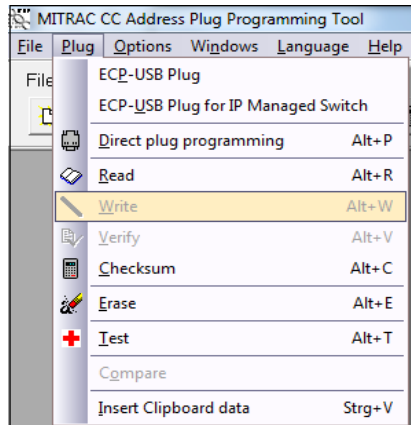 MITRAC CC Address Plug Programming Tool
File Plug Options Windows Language Help
File
ECP-USB Plug
ECP-USB Plug for IP Managed Switch
Direct plug programming Alt+P
Read Alt+R
Write Alt+W
Verify Alt+V
Checksum Alt+C
Erase Alt+E
Test Alt+T
Compare
Insert Clipboard data Strg+V